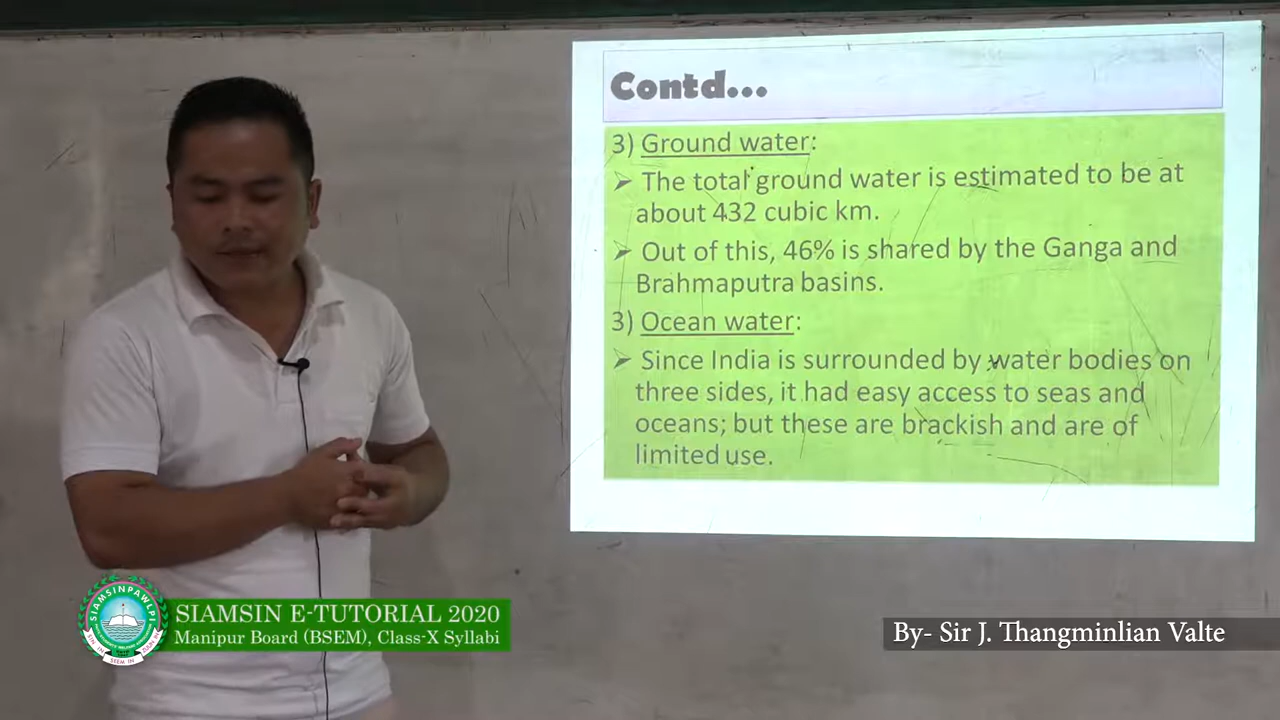 Contd...
3) Ground water:
➢ The total ground water is estimated to be at
about 432 cubic km.
➢ Out of this, 46% is shared by the Ganga and
Brahmaputra basins.
3) Ocean water:
➢ Since India is surrounded by water bodies on
three sides, it had easy access to seas and
oceans; but these are brackish and are of
limited use.
SIAMSINPAWLPI
SEEM IN
SIAMSIN E-TUTORIAL 2020
Manipur Board (BSEM), Class-X Syllabi
By- Sir J. Thangminlian Valte